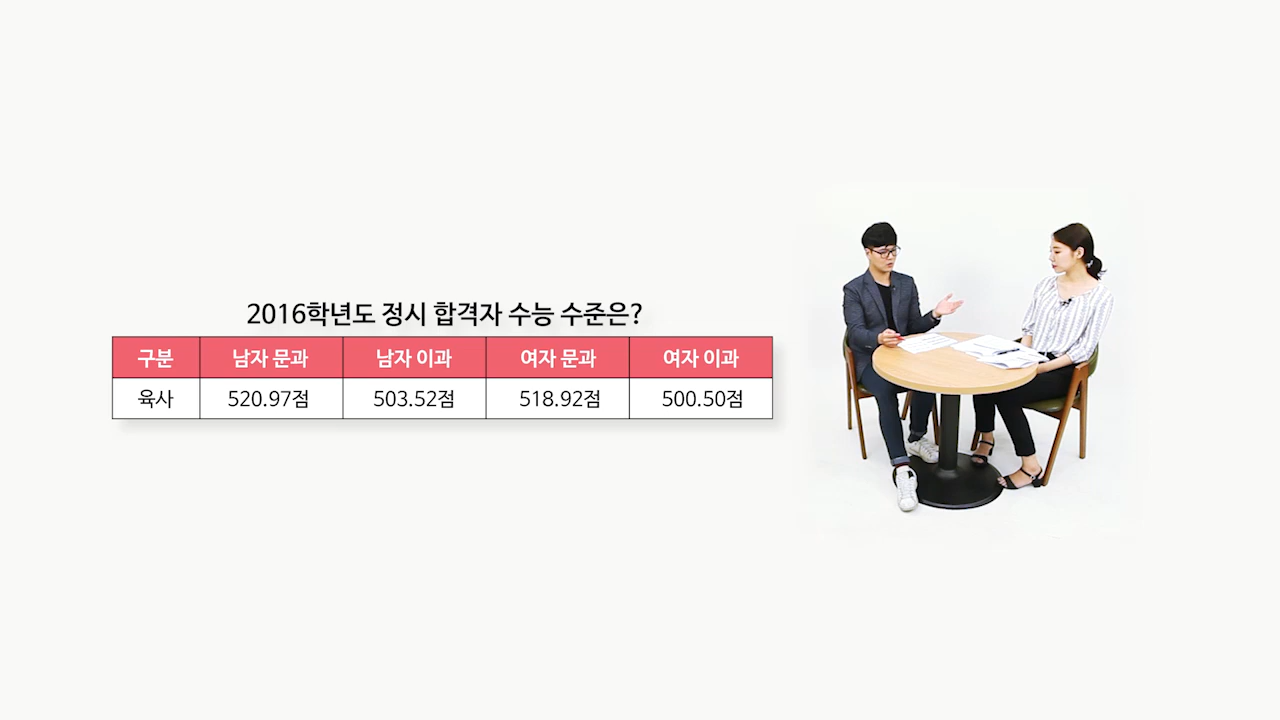 2016학년도 정시 합격자 수능 수준은?
구분 남자 문과 남자 이과 여자 문과 여자 이과
육사 520.97점 503.52점 518.92점 500.50점